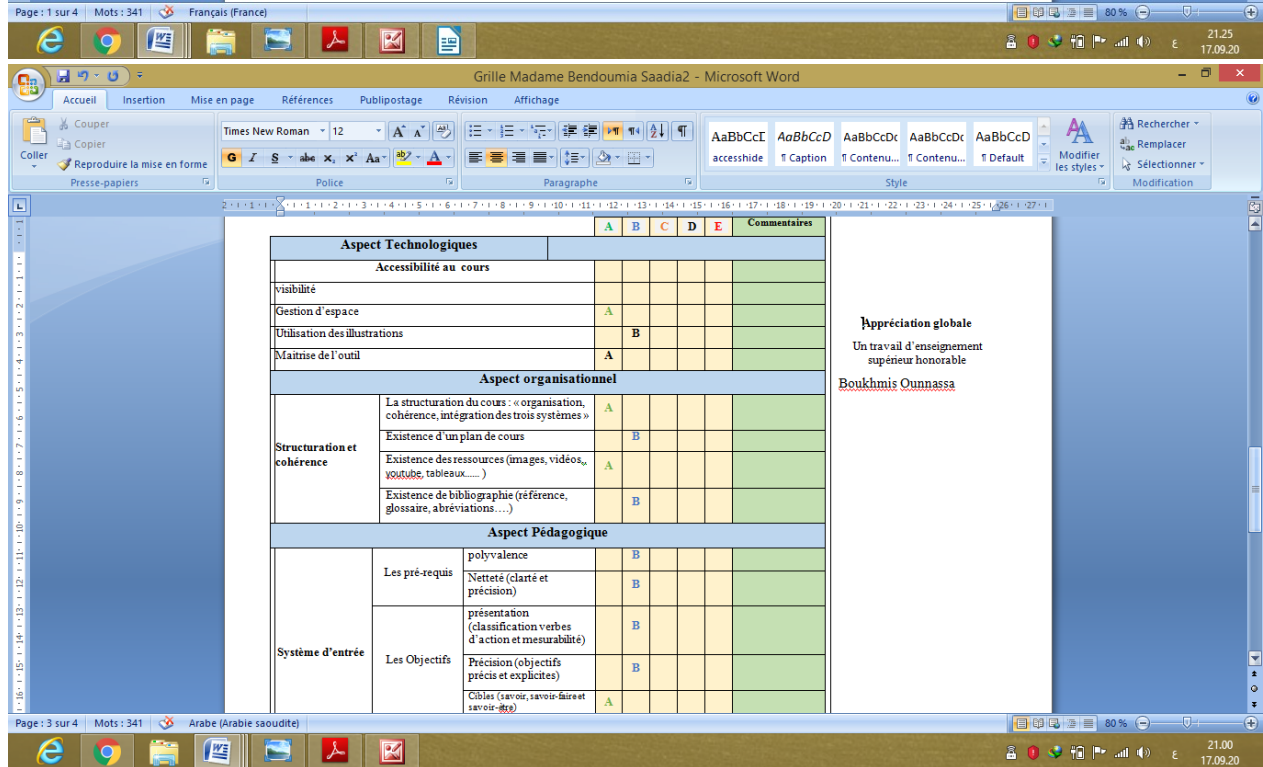 Page : 1 sur 4 Mots : 341 Français (France) 80 %
21.25
ع
17.09.20
Grille Madame Bendoumia Saadia2 - Microsoft Word
Accueil Insertion Mise en page Références Publipostage Révision Affichage
Couper
Copier
Coller
Reproduire la mise en forme
Times New Roman 12
G I S abc x, x² Aa
AaBbCcI AaBbCcD AaBbCcDc AaBbCcDc AaBbCcD
accesshide ¶ Caption ¶ Contenu... ¶ Contenu... ¶ Default
Modifier
les styles
Rechercher
Remplacer
Sélectionner
Presse-papiers Police Paragraphe Style Modification
A B C D E Commentaires
Aspect Technologiques
Accessibilité au cours
visibilité
Gestion d'espace A
Utilisation des illustrations B
Maitrise de l'outil A
Appréciation globale
Un travail d'enseignement
supérieur honorable
Boukhmis Ounnassa
Aspect organisationnel
Structuration et
cohérence
La structuration du cours : « organisation,
cohérence, intégration des trois systèmes » A
Existence d'un plan de cours B
Existence des ressources (images, vidéos,,
youtube, tableaux...... ) A
Existence de bibliographie (référence,
glossaire, abréviations….) B
Aspect Pédagogique
Système d'entrée
Les pré-requis
polyvalence B
Netteté (clarté et
précision) B
Les Objectifs
présentation
(classification verbes
d'action et mesurabilité) B
Précision (objectifs
précis et explicites) B
Cibles (savoir, savoir-faire et
savoir-être) A
Page : 3 sur 4 Mots : 341 Arabe (Arabie saoudite) 80 %
21.00
ع
17.09.20